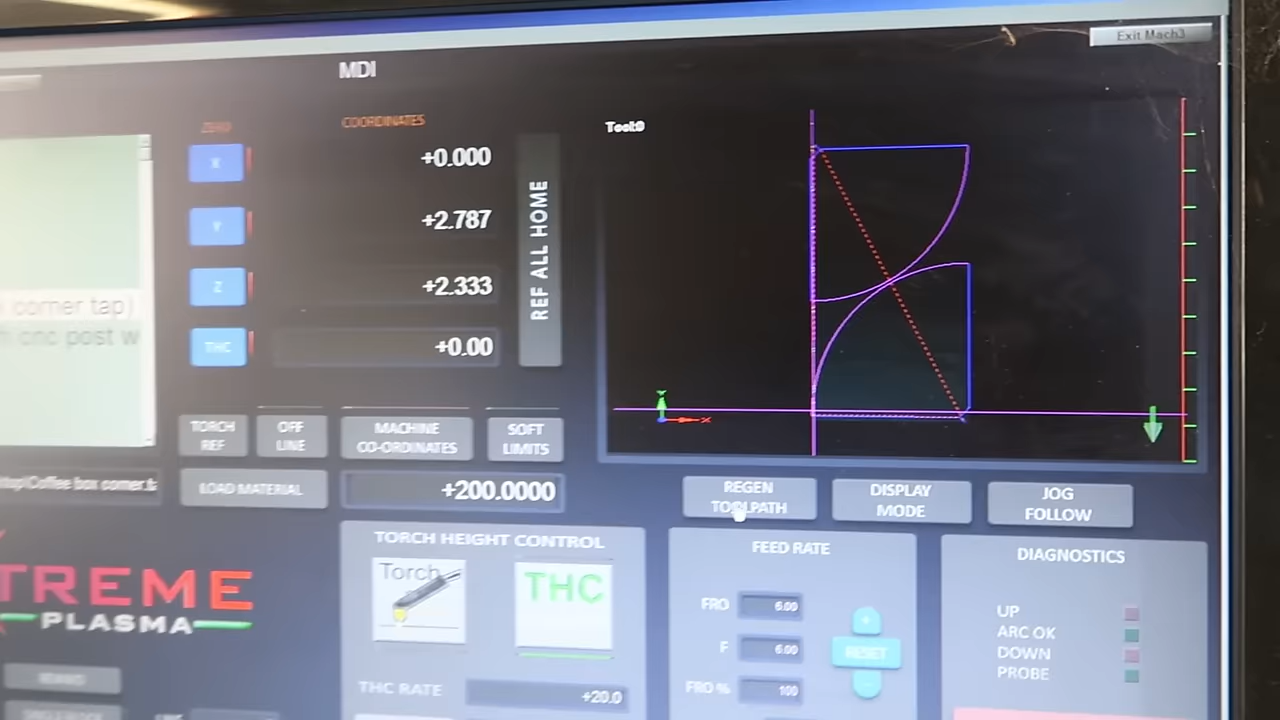 Exit Mach3
MDI
ZERO
COORDINATES
Tool:0
X
+0.000
Y
+2.787
Z
+2.333
THC
+0.00
REF ALL HOME
corner tap)
cnc post w
TORCH
REF
OFF
LINE
MACHINE
CO-ORDINATES
SOFT
LIMITS
Coffee box corner.t
LOAD MATERIAL
+200.0000
REGEN
TOOLPATH
DISPLAY
MODE
JOG
FOLLOW
TREME
PLASMA
TORCH HEIGHT CONTROL
Torch
THC
THC RATE
+20.0
FEED RATE
FRO
6.00
F
6.00
FRO %
100
+
RESET
-
DIAGNOSTICS
UP
ARC OK
DOWN
PROBE